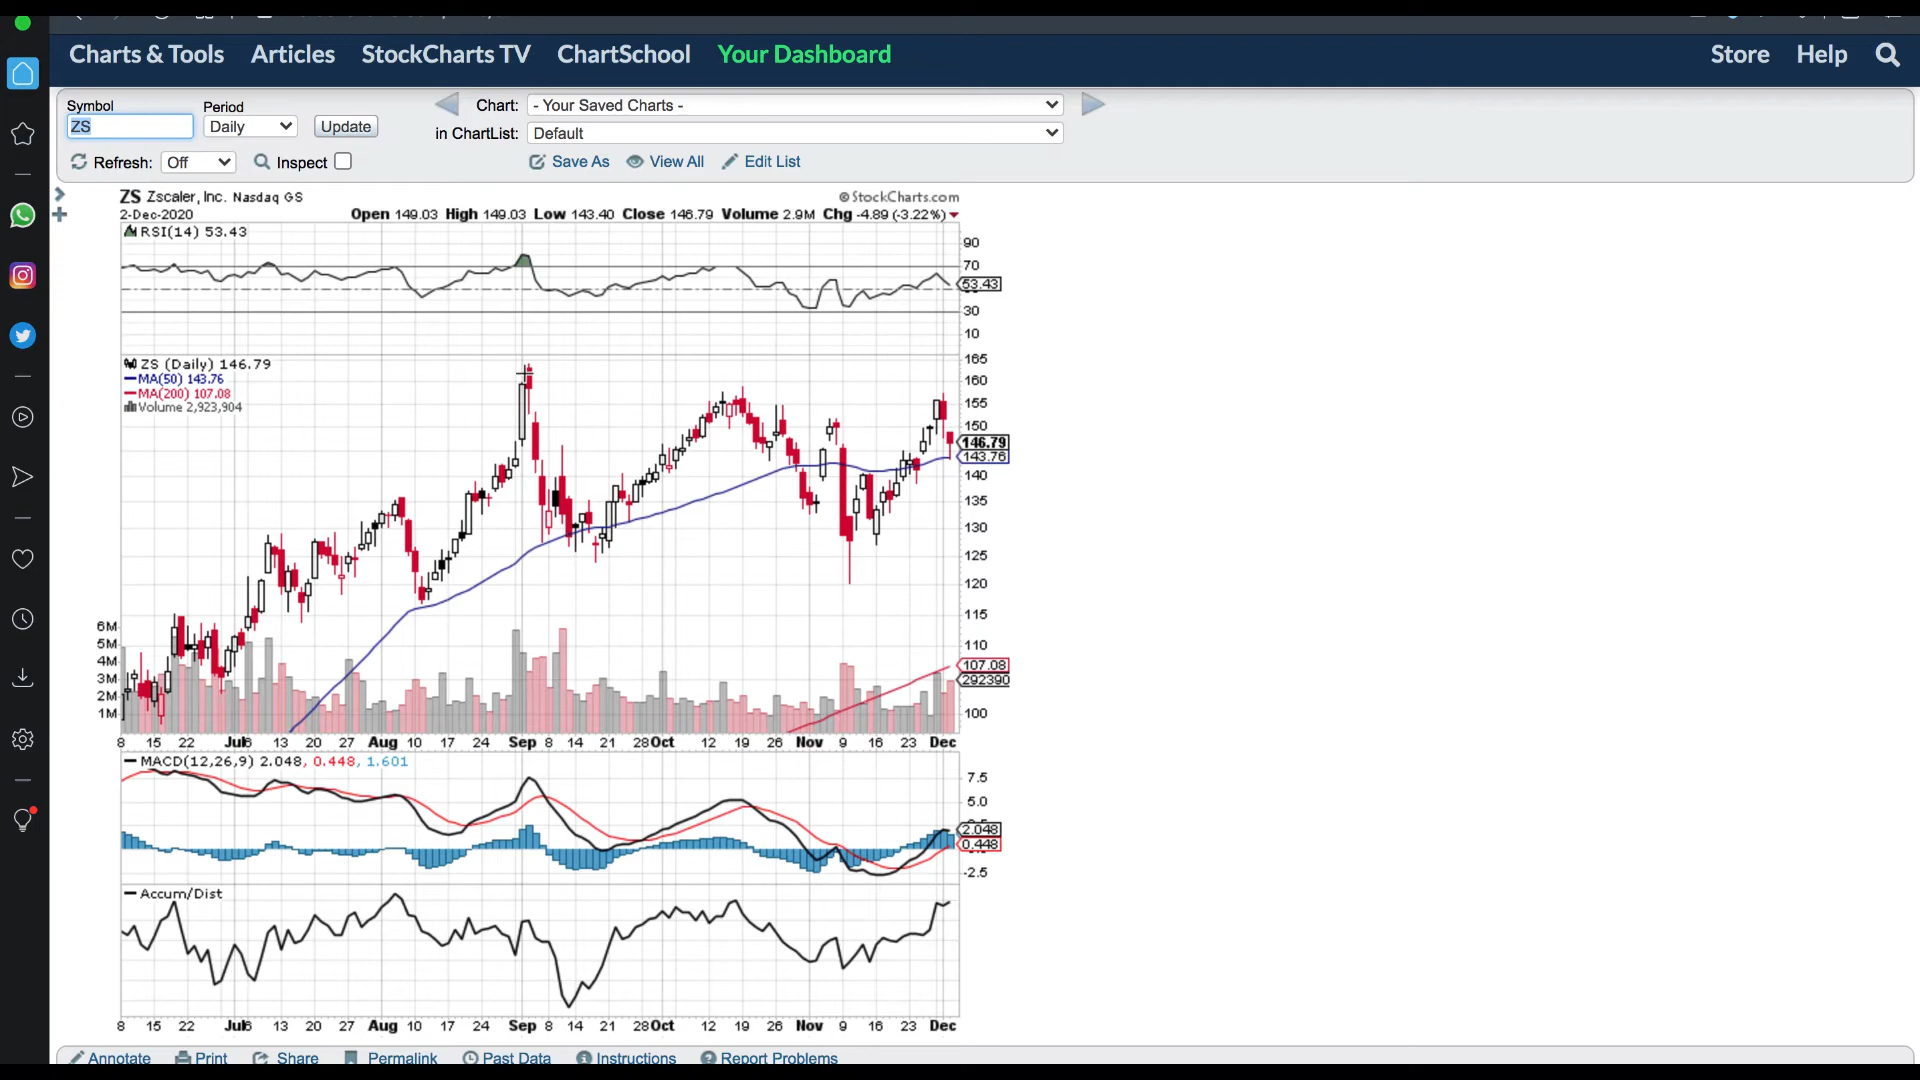 Charts & Tools Articles StockCharts TV ChartSchool Your Dashboard Store Help
Symbol Period Chart: - Your Saved Charts -
ZS Daily Update in ChartList: Default
Refresh: Off Inspect Save As View All Edit List
ZS Zscaler, Inc. Nasdaq GS © StockCharts.com
2-Dec-2020 Open 149.03 High 149.03 Low 143.40 Close 146.79 Volume 2.9M Chg -4.89 (-3.22%)
RSI(14) 53.43
90
70
53.43
30
10
ZS (Daily) 146.79
MA(50) 143.76
MA(200) 107.08
Volume 2,923,904
165
160
155
150
146.79
143.76
140
135
130
125
120
115
110
107.08
292390
100
6M
5M
4M
3M
2M
1M
8 15 22 Jul 6 13 20 27 Aug 10 17 24 Sep 8 14 21 28 Oct 12 19 26 Nov 9 16 23 Dec
MACD(12,26,9) 2.048, 0.448, 1.601
7.5
5.0
2.048
0.448
-2.5
Accum/Dist
8 15 22 Jul 6 13 20 27 Aug 10 17 24 Sep 8 14 21 28 Oct 12 19 26 Nov 9 16 23 Dec
Annotate Print Share Permalink Past Data Instructions Report Problems